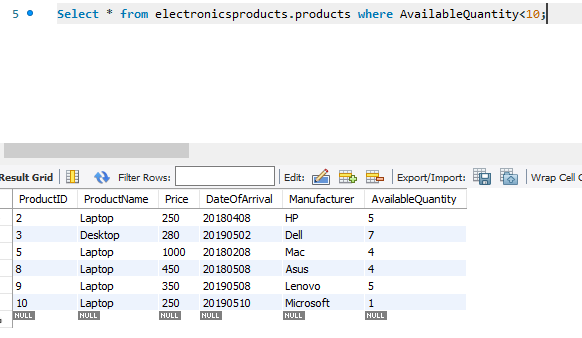 5 Select * from electronicsproducts.products where AvailableQuantity<10;
Result Grid Filter Rows: Edit: Export/Import: Wrap Cell C
ProductID ProductName Price DateOfArrival Manufacturer AvailableQuantity
2 Laptop 250 20180408 HP 5
3 Desktop 280 20190502 Dell 7
5 Laptop 1000 20180208 Mac 4
8 Laptop 450 20180508 Asus 4
9 Laptop 350 20190508 Lenovo 5
10 Laptop 250 20190510 Microsoft 1
NULL NULL NULL NULL NULL NULL